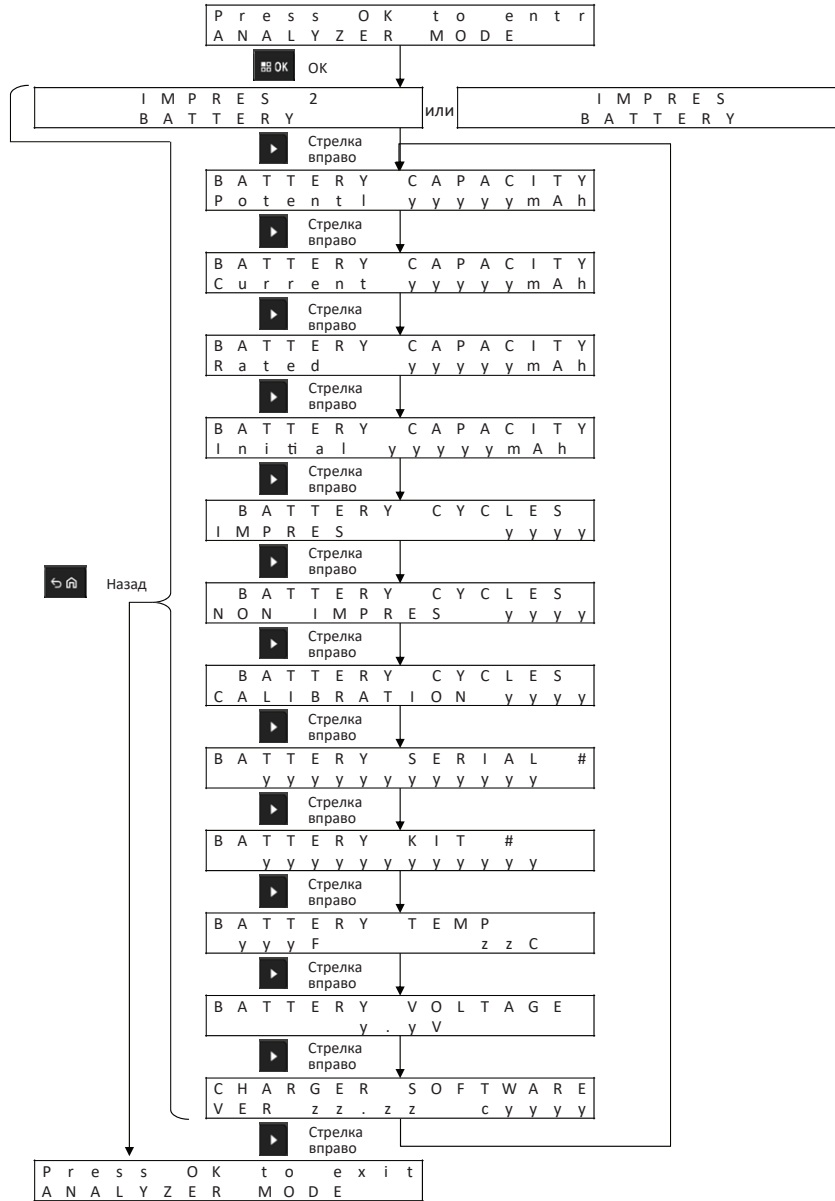 Press OK to entr
ANALYZER MODE
OK OK
IMPRES 2
BATTERY
или
IMPRES
BATTERY
Стрелка
вправо
BATTERY CAPACITY
Potentl yyyyymAh
Стрелка
вправо
BATTERY CAPACITY
Current yyyyymAh
Стрелка
вправо
BATTERY CAPACITY
Rated yyyyymAh
Стрелка
вправо
BATTERY CAPACITY
Initial yyyyymAh
Стрелка
вправо
BATTERY CYCLES
IMPRES yyyy
Стрелка
вправо
Назад
BATTERY CYCLES
NON IMPRES yyyy
Стрелка
вправо
BATTERY CYCLES
CALIBRATION yyyy
Стрелка
вправо
BATTERY SERIAL #
yyyyyyyyyyyy
Стрелка
вправо
BATTERY KIT #
yyyyyyyyyyyy
Стрелка
вправо
BATTERY TEMP
yyyF zzC
Стрелка
вправо
BATTERY VOLTAGE
y.yV
Стрелка
вправо
CHARGER SOFTWARE
VER zz.zz cyyyy
Стрелка
вправо
Press OK to exit
ANALYZER MODE